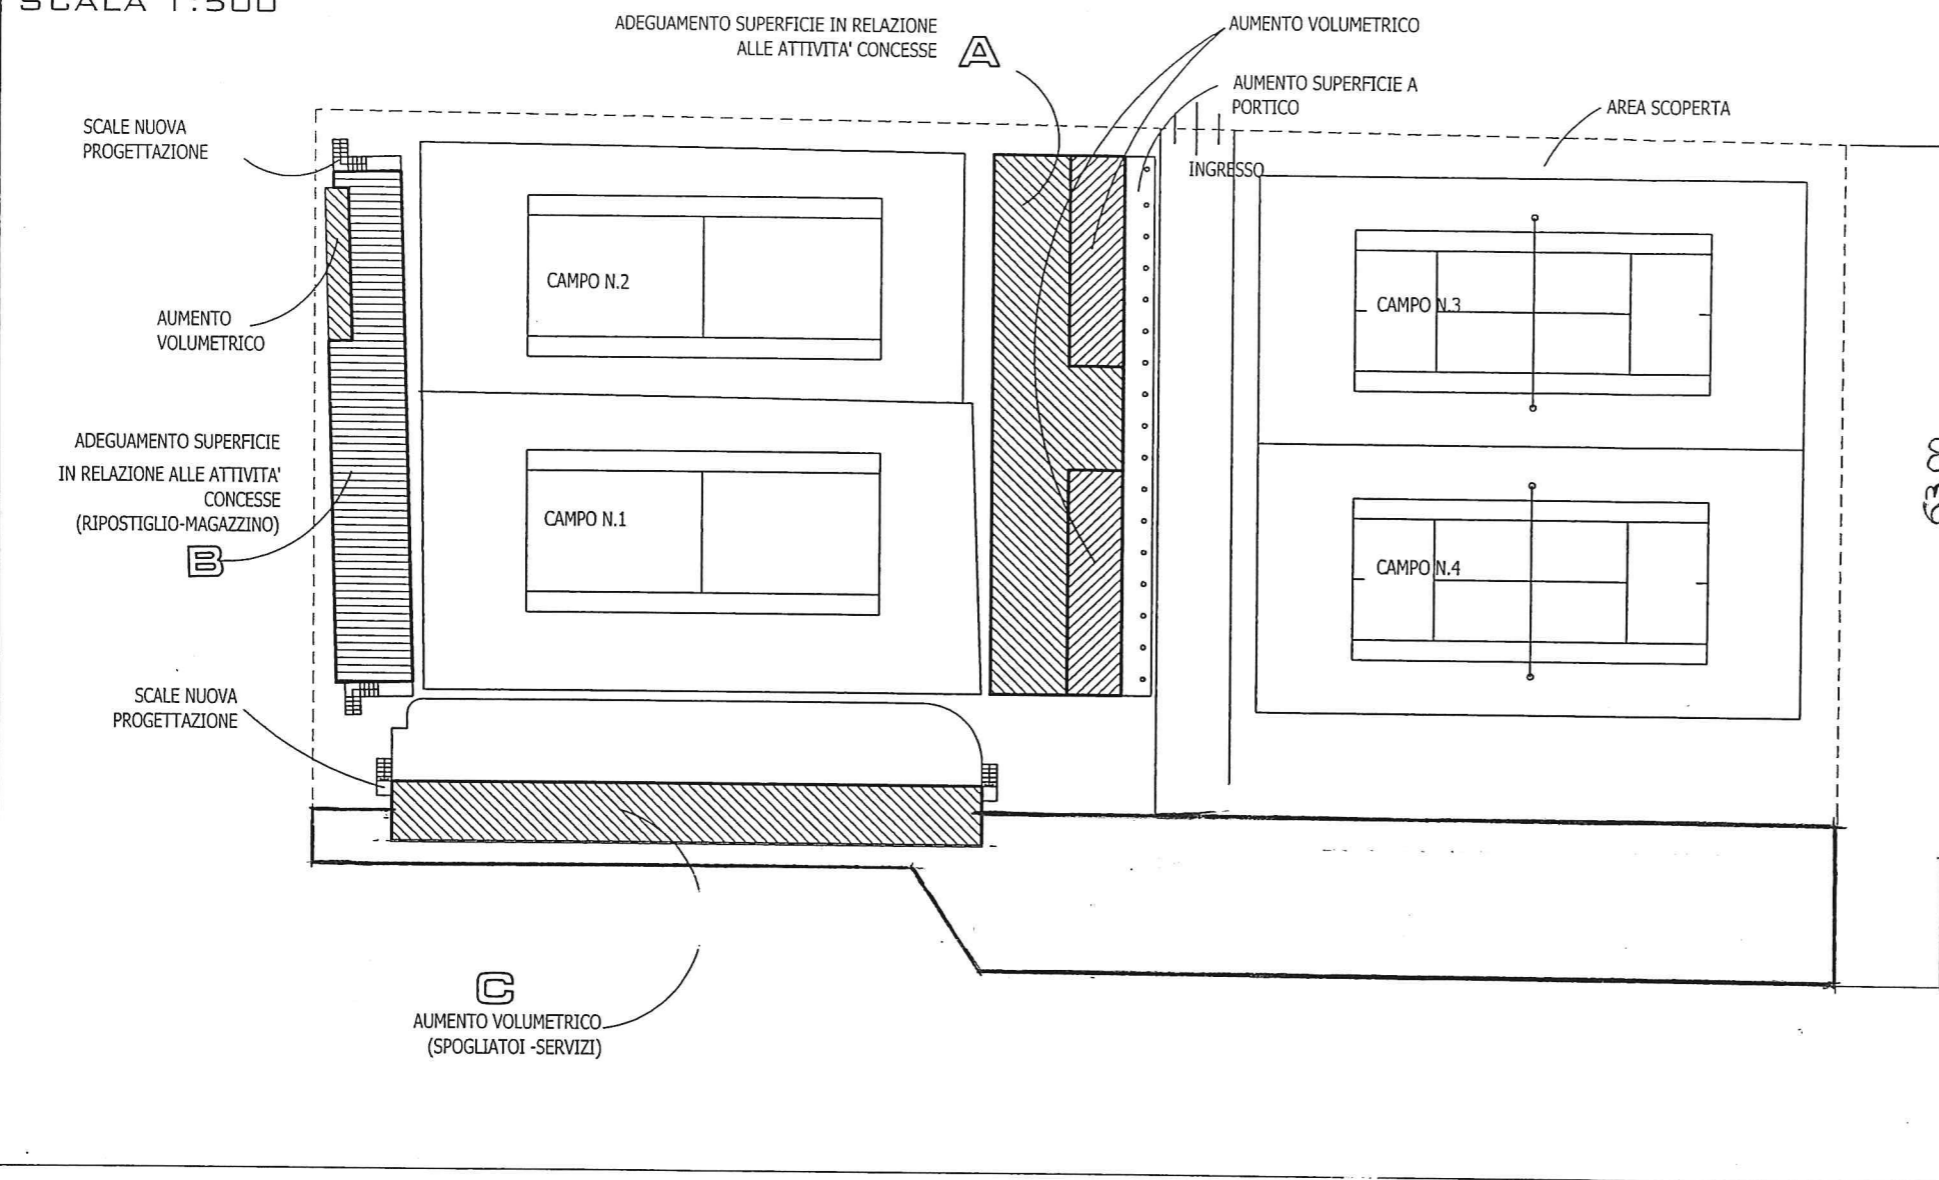 SCALA 1:500
ADEGUAMENTO SUPERFICIE IN RELAZIONE
ALLE ATTIVITA' CONCESSE
A
AUMENTO VOLUMETRICO
AUMENTO SUPERFICIE A
PORTICO
AREA SCOPERTA
SCALE NUOVA
PROGETTAZIONE
INGRESSO
CAMPO N.2
CAMPO N.3
AUMENTO
VOLUMETRICO
ADEGUAMENTO SUPERFICIE
IN RELAZIONE ALLE ATTIVITA'
CONCESSE
(RIPOSTIGLIO-MAGAZZINO)
B
CAMPO N.1
CAMPO N.4
SCALE NUOVA
PROGETTAZIONE
C
AUMENTO VOLUMETRICO
(SPOGLIATOI -SERVIZI)